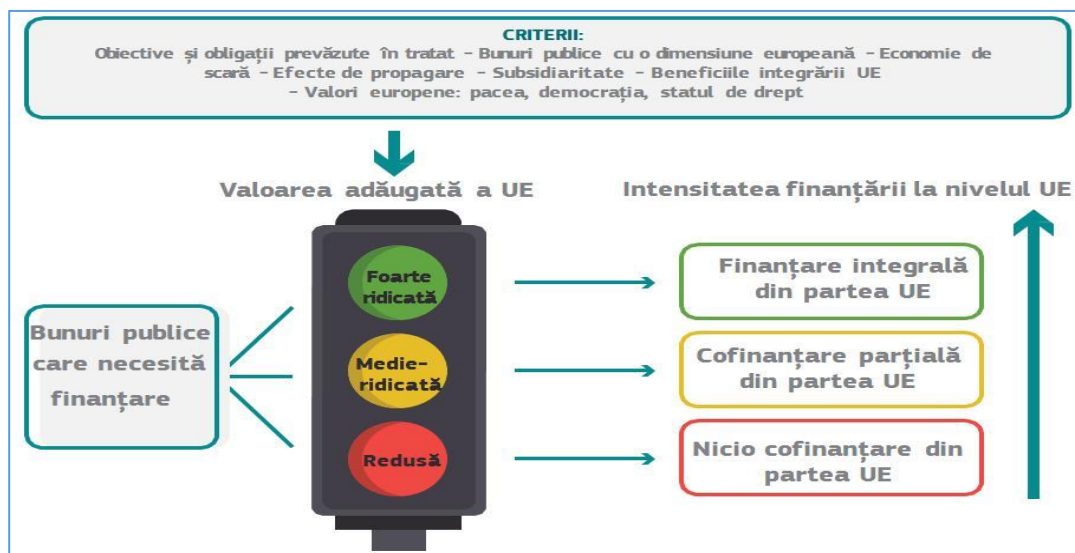 CRITERII:
Obiective și obligații prevăzute în tratat – Bunuri publice cu o dimensiune europeană – Economie de
scară – Efecte de propagare – Subsidiaritate – Beneficiile integrării UE
– Valori europene: pacea, democrația, statul de drept
Valoarea adăugată a UE
Intensitatea finanțării la nivelul UE
Bunuri publice
care necesită
finanțare
Foarte
ridicată
Finanțare integrală
din partea UE
Medie-
ridicată
Cofinanțare parțială
din partea UE
Redusă
Nicio cofinanțare din
partea UE